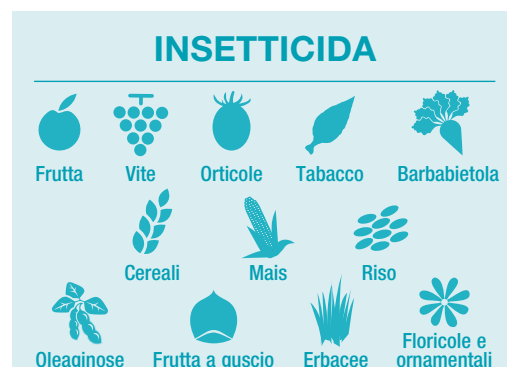 INSETTICIDA
Frutta Vite Orticole Tabacco Barbabietola
Cereali Mais Riso
Oleaginose Frutta a guscio Erbacee Floricole e
ornamentali